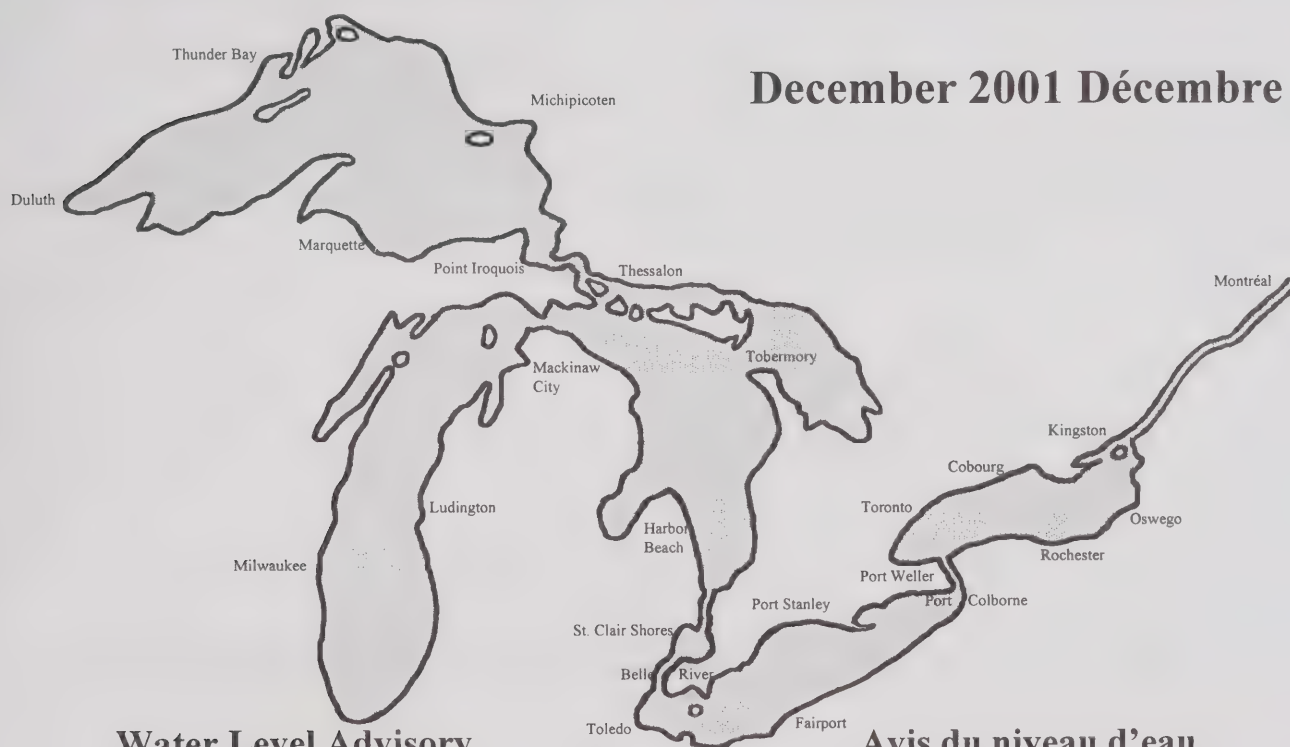 December 2001 Décembre
Thunder Bay
Michipicoten
Duluth
Marquette
Point Iroquois
Thessalon
Montréal
Mackinaw
City
Tobermory
Kingston
Cobourg
Toronto
Oswego
Ludington
Harbor
Beach
Rochester
Milwaukee
Port Weller
Port Colborne
Port Stanley
St. Clair Shores
Belle River
Toledo
Fairport
Water Level Advisory
Avis du niveau d'eau